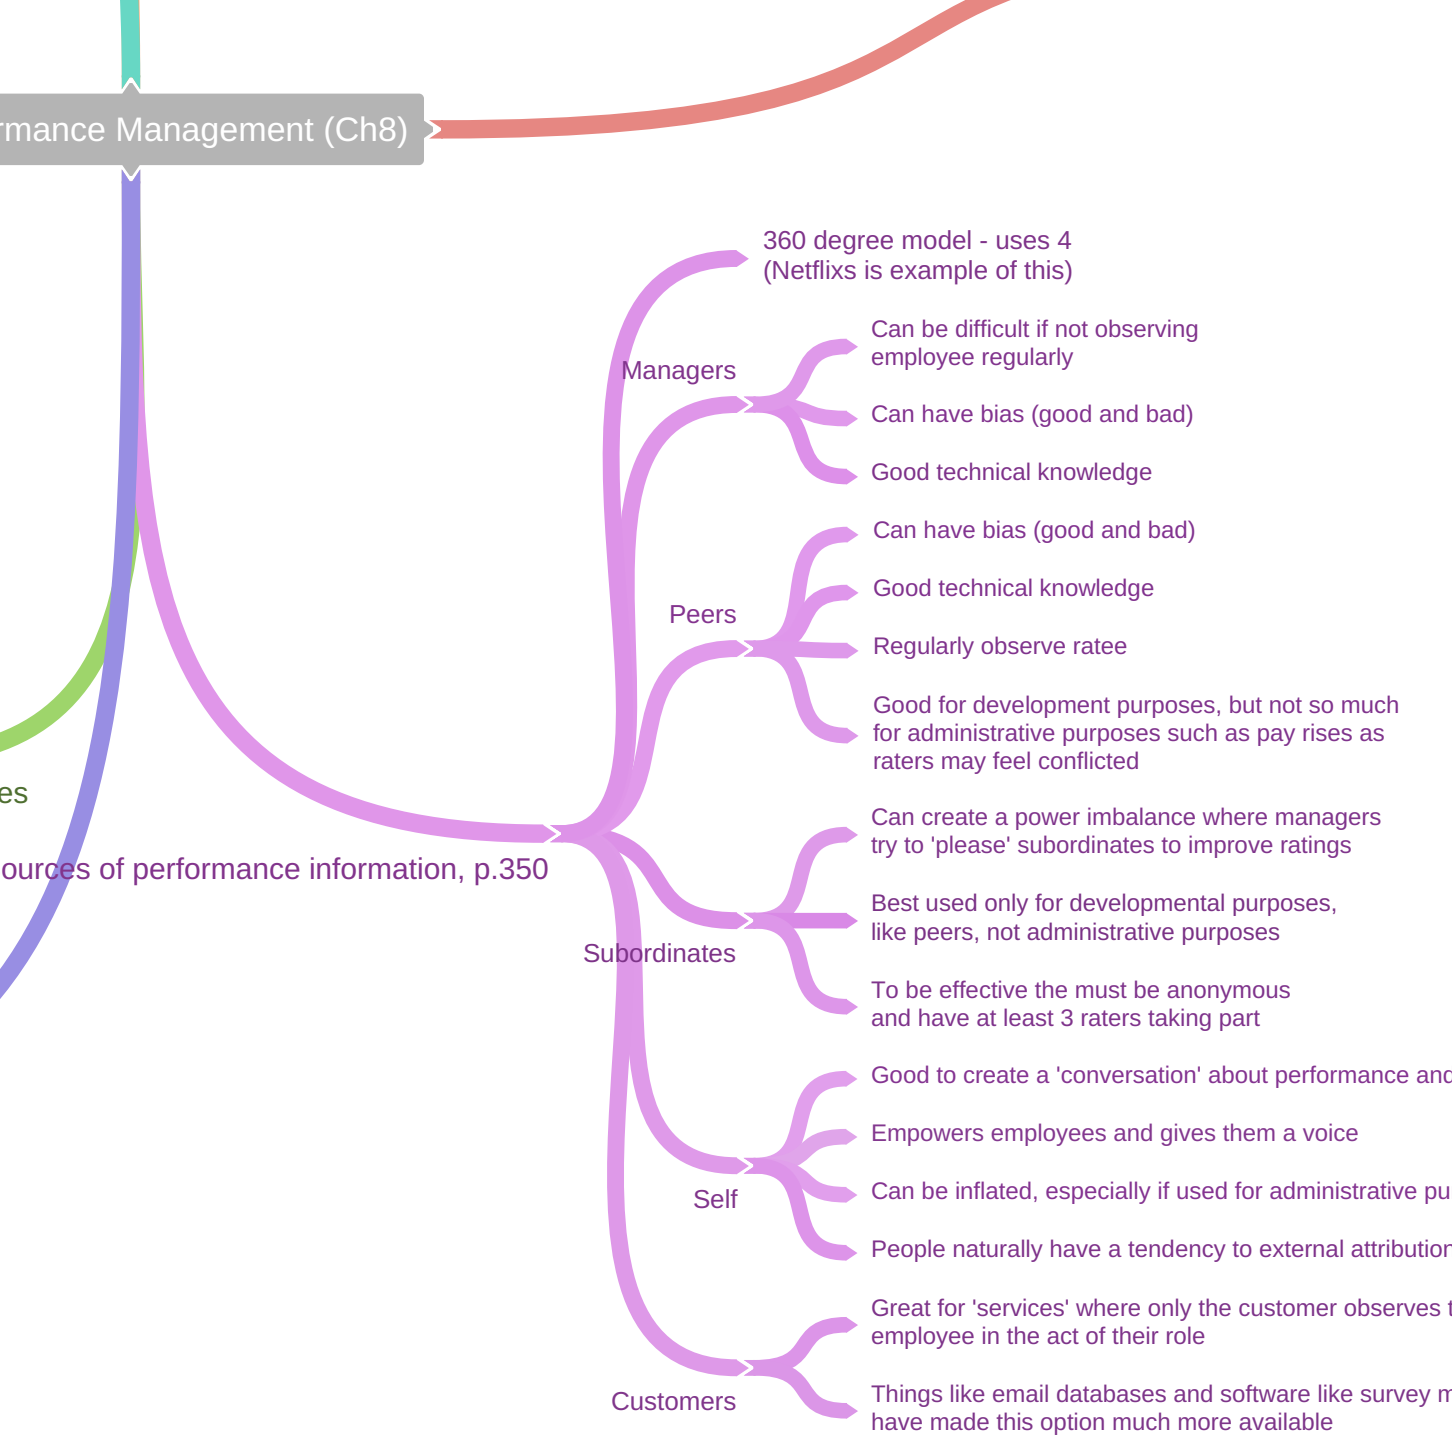 Management (Ch8)
360 degree model - uses 4
(Netflixs is example of this)
Managers
Can be difficult if not observing
employee regularly
Can have bias (good and bad)
Good technical knowledge
Peers
Can have bias (good and bad)
Good technical knowledge
Regularly observe ratee
Good for development purposes, but not so much
for administrative purposes such as pay rises as
raters may feel conflicted
of performance information, p.350
Subordinates
Can create a power imbalance where managers
try to 'please' subordinates to improve ratings
Best used only for developmental purposes,
like peers, not administrative purposes
To be effective the must be anonymous
and have at least 3 raters taking part
Self
Good to create a 'conversation' about performance and
Empowers employees and gives them a voice
Can be inflated, especially if used for administrative
People naturally have a tendency to external
Customers
Great for 'services' where only the customer observes
employee in the act of their role
Things like email databases and software like survey
have made this option much more available